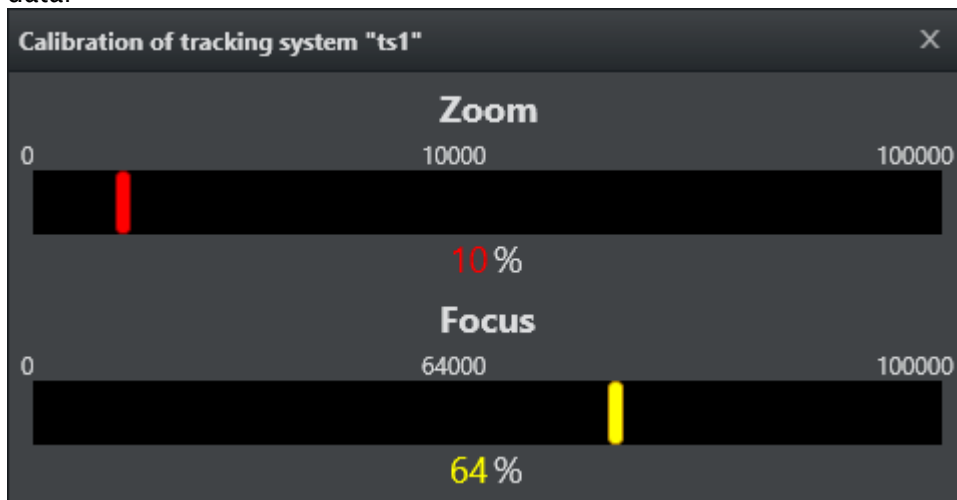 Calibration of tracking system "ts1" X
Zoom
0 10000 100000
10%
Focus
0 64000 100000
64%